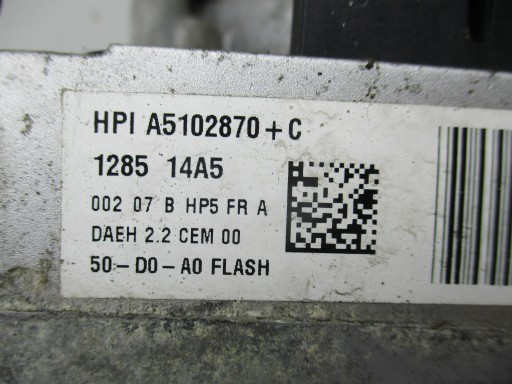 HPI A5102870+C
1285 14A5
002 07 B HP5 FR A
DAEH 2.2 CEM 00
50-D0-A0 FLASH